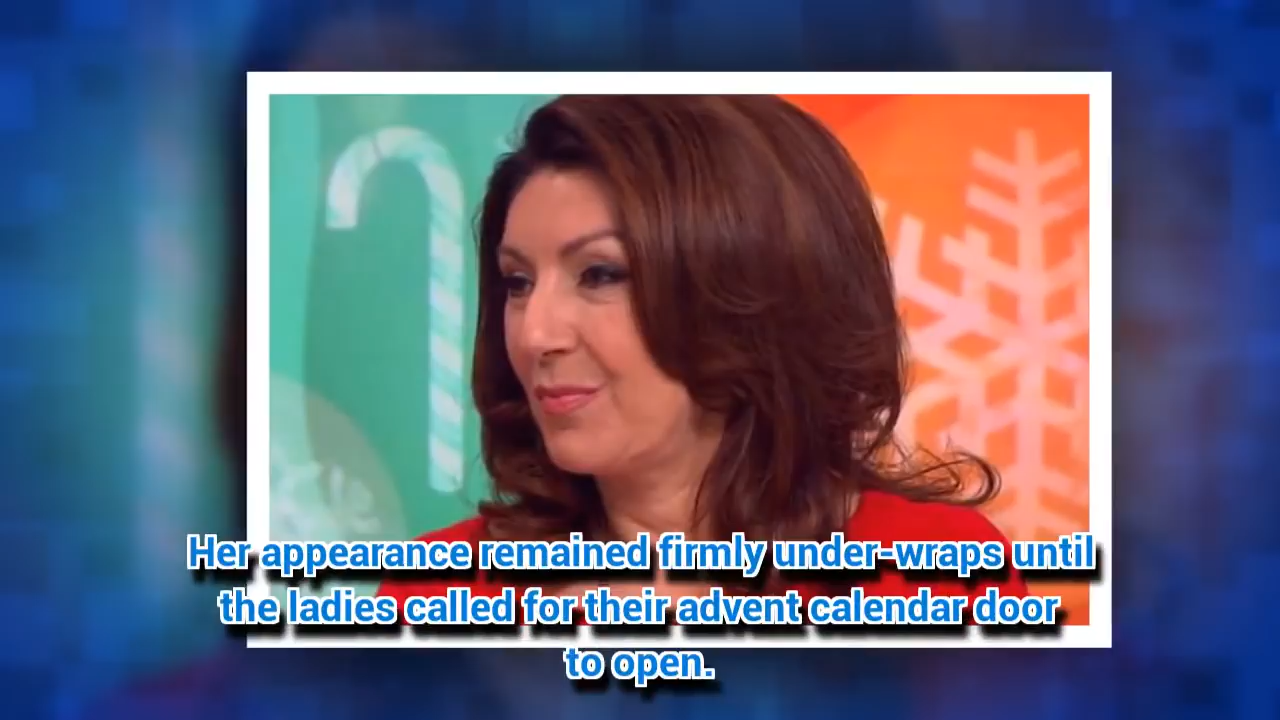 Her appearance remained firmly under-wraps until
the ladies called for their advent calendar door
to open.